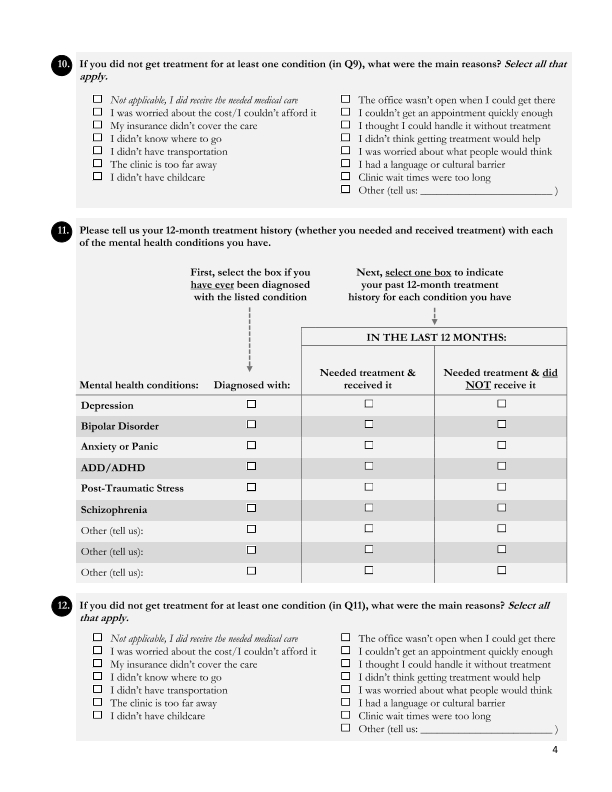 10. If you did not get treatment for at least one condition (in Q9), what were the main reasons? Select all that
apply.
Not applicable, I did receive the needed medical care
I was worried about the cost/I couldn't afford it
My insurance didn't cover the care
I didn't know where to go
I didn't have transportation
The clinic is too far away
I didn't have childcare
The office wasn't open when I could get there
I couldn't get an appointment quickly enough
I thought I could handle it without treatment
I didn't think getting treatment would help
I was worried about what people would think
I had a language or cultural barrier
Clinic wait times were too long
Other (tell us: ____________________________ )
11. Please tell us your 12-month treatment history (whether you needed and received treatment) with each
of the mental health conditions you have.
First, select the box if you
have ever been diagnosed
with the listed condition
Next, select one box to indicate
your past 12-month treatment
history for each condition you have
IN THE LAST 12 MONTHS:
Mental health conditions:
Diagnosed with:
Needed treatment &
received it
Needed treatment & did
NOT receive it
Depression
Bipolar Disorder
Anxiety or Panic
ADD/ADHD
Post-Traumatic Stress
Schizophrenia
Other (tell us):
Other (tell us):
Other (tell us):
12. If you did not get treatment for at least one condition (in Q11), what were the main reasons? Select all
that apply.
Not applicable, I did receive the needed medical care
I was worried about the cost/I couldn't afford it
My insurance didn't cover the care
I didn't know where to go
I didn't have transportation
The clinic is too far away
I didn't have childcare
The office wasn't open when I could get there
I couldn't get an appointment quickly enough
I thought I could handle it without treatment
I didn't think getting treatment would help
I was worried about what people would think
I had a language or cultural barrier
Clinic wait times were too long
Other (tell us: ____________________________ )
4